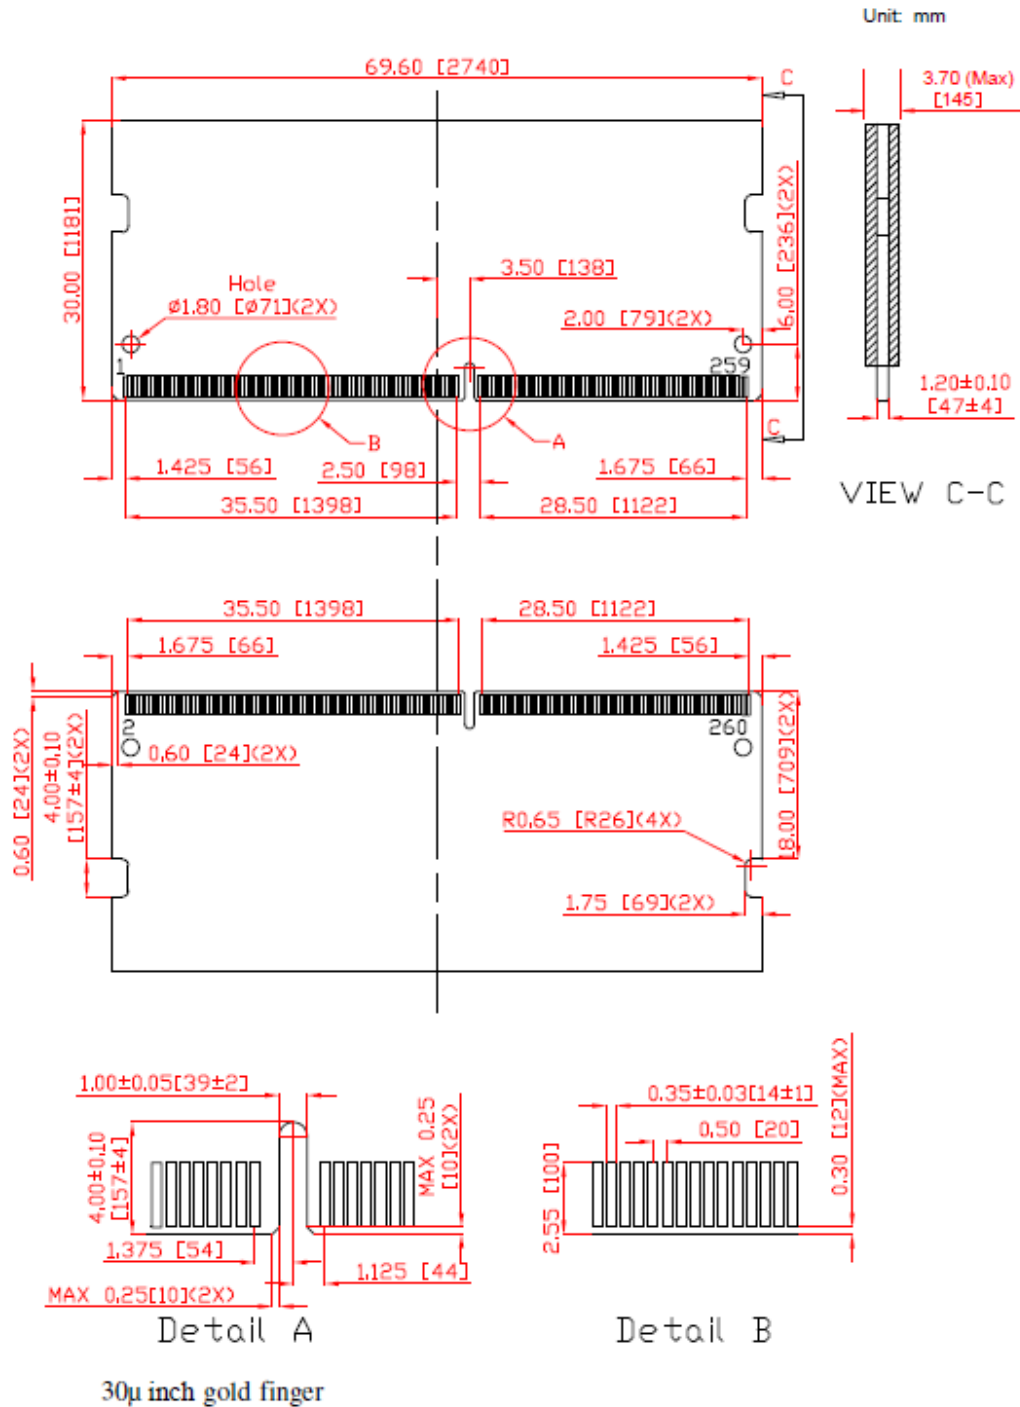 Unit: mm
69.60 [2740]
C
3.70 (Max)
[145]
30.00 [1181]
6.00 [236](2X)
3.50 [138]
Hole
ø1.80 [ø71](2X)
2.00 [79](2X)
1
259
1.20±0.10
[47±4]
B
A
C
1.425 [56]
2.50 [98]
1.675 [66]
35.50 [1398]
28.50 [1122]
VIEW C-C
35.50 [1398]
28.50 [1122]
1.675 [66]
1.425 [56]
2
260
0.60 [24](2X)
4.00±0.10
[157±4](2X)
0.60 [24](2X)
18.00 [709](2X)
R0.65 [R26](4X)
1.75 [69](2X)
1.00±0.05[39±2]
4.00±0.10
[157±4]
MAX 0.25
[10](2X)
1.375 [54]
1.125 [44]
MAX 0.25[10](2X)
Detail A
0.35±0.03[14±1]
0.50 [20]
2.55 [100]
0.30 [12](MAX)
Detail B
30µ inch gold finger